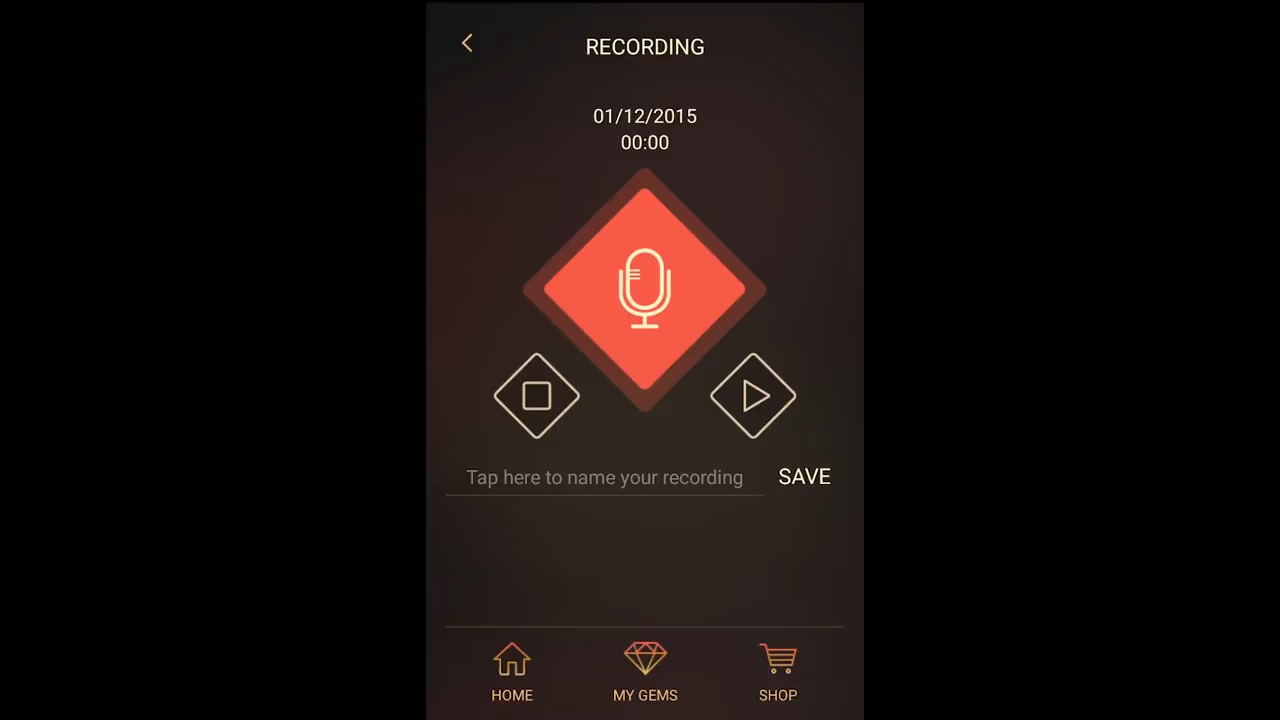 RECORDING
01/12/2015
00:00
Tap here to name your recording SAVE
HOME MY GEMS SHOP